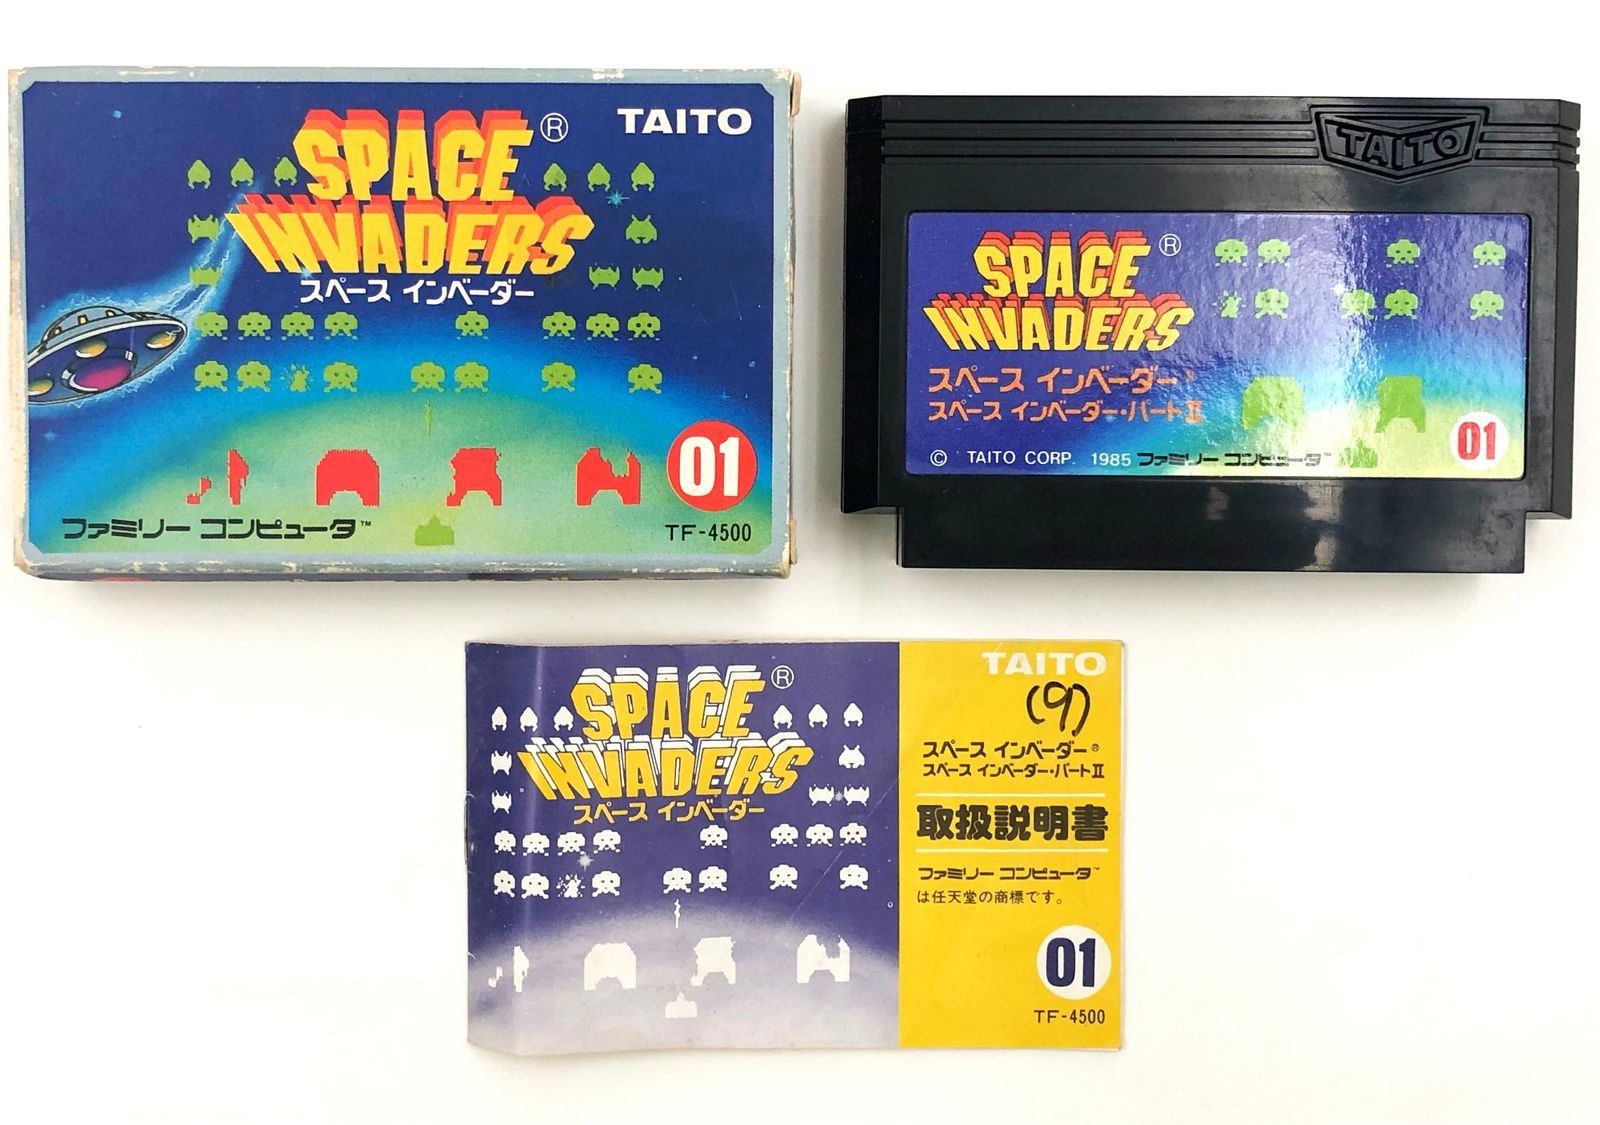 SPACE ®
INVADERS
スペース インベーダー
TAITO
01
ファミリー コンピュータ™
TF-4500
TAITO
SPACE ®
INVADERS
スペース インベーダー®
スペース インベーダー・パートⅡ
© TAITO CORP. 1985 ファミリー コンピュータ™
01
SPACE ®
INVADERS
スペース インベーダー
TAITO
(9)
スペース インベーダー®
スペース インベーダー・パートⅡ
取扱説明書
ファミリー コンピュータ™
は任天堂の商標です。
01
TF-4500